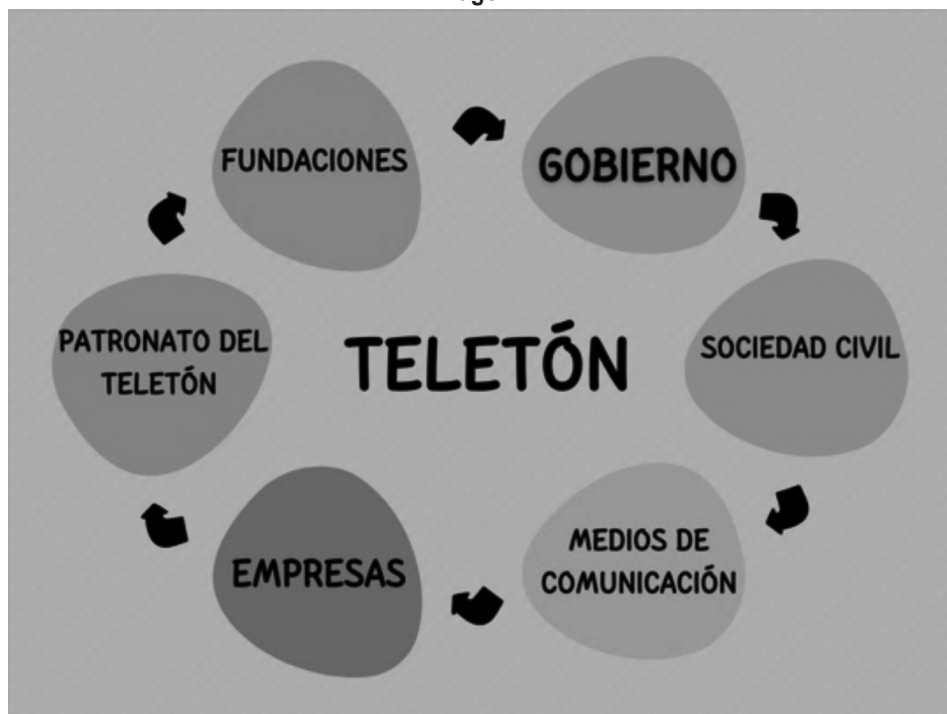 FUNDACIONES
GOBIERNO
PATRONATO DEL
TELETÓN
TELETÓN
SOCIEDAD CIVIL
EMPRESAS
MEDIOS DE
COMUNICACIÓN